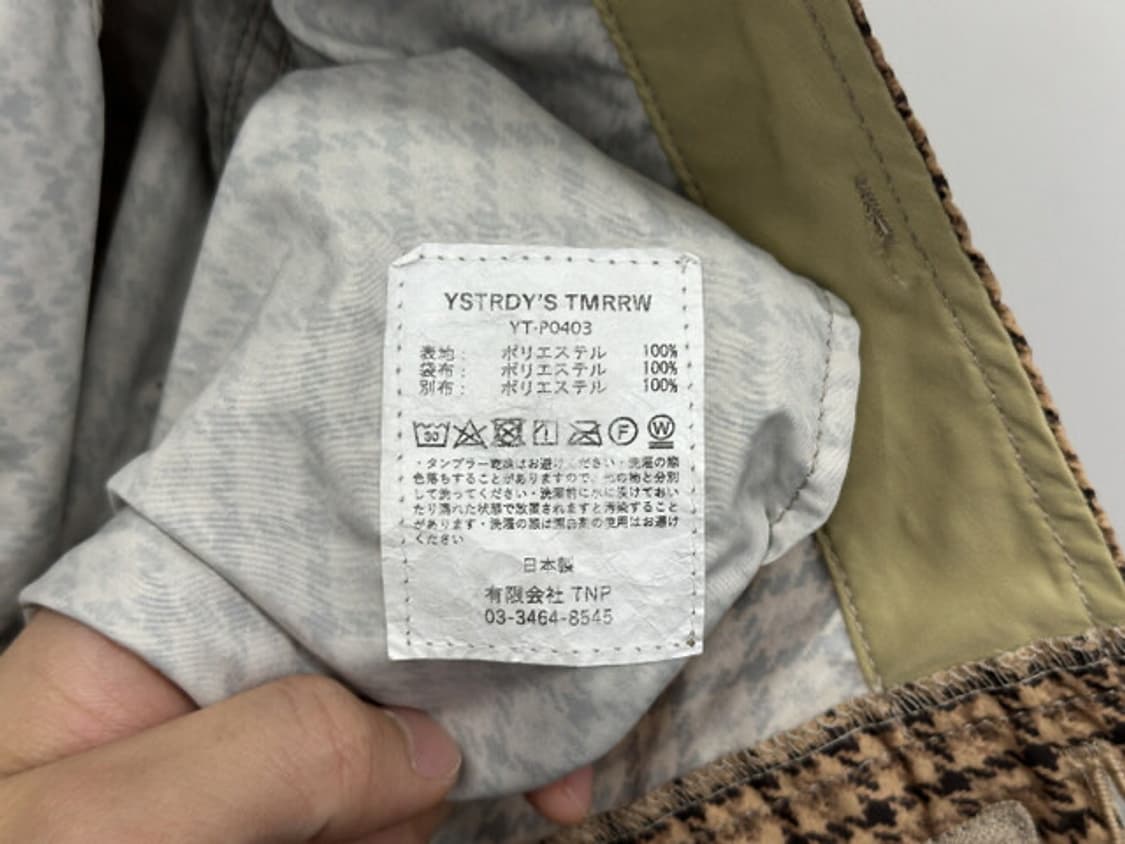 YSTRDY'S TMRRW
YT-P0403
表地： ポリエステル 100%
袋布： ポリエステル 100%
別布： ポリエステル 100%
30 F W
・タンブラー乾燥はお避けください・洗濯の際
色落ちすることがありますので、他の物と分別
して洗ってください・洗濯前に水に漬けておい
たり濡れた状態で放置されますと汚染すること
があります・洗濯の際は蛍白剤の使用はお避け
ください
日本製
有限会社 TNP
03-3464-8545